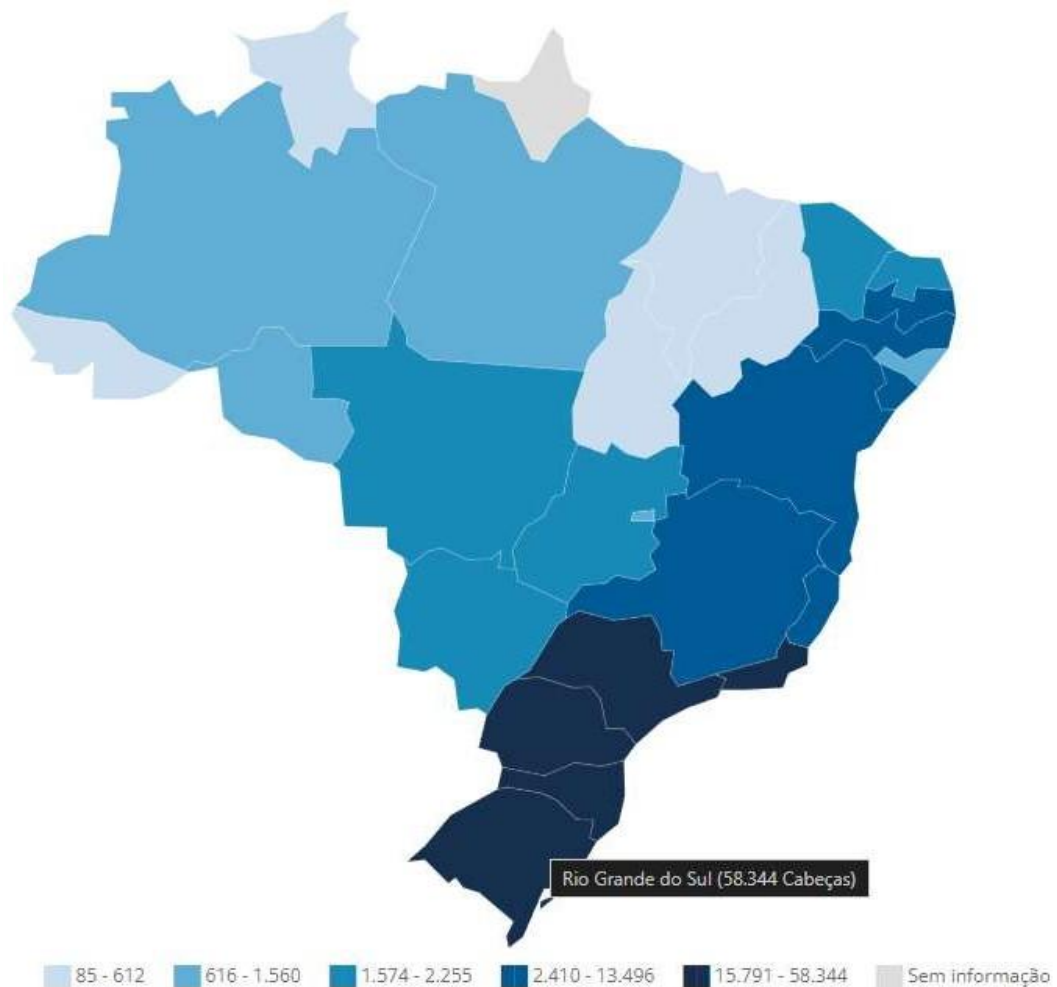 Rio Grande do Sul (58.344 Cabeças)
85 - 612
616 - 1.560
1.574 - 2.255
2.410 - 13.496
15.791 - 58.344
Sem informação